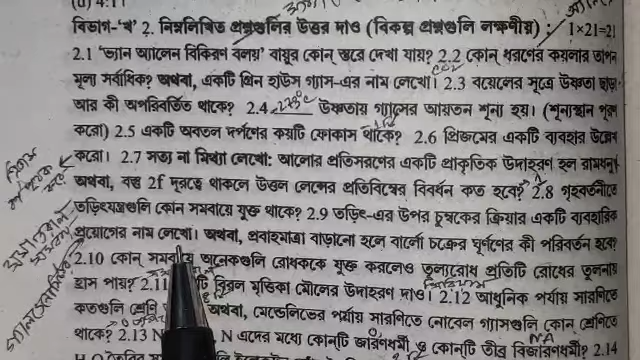 বিভাগ-'খ' 2. নিম্নলিখিত প্রশ্নগুলির উত্তর দাও (বিকল্প প্রশ্নগুলি লক্ষণীয়) : 1×21=21
2.1 'ভ্যান অ্যালেন বিকিরণ বলয়' বায়ুর কোন্ স্তরে দেখা যায়? 2.2 কোন্ ধরণের কয়লার তাপন
মূল্য সর্বাধিক? অথবা, একটি গ্রিন হাউস গ্যাস-এর নাম লেখো। 2.3 বয়েলের সূত্রে উষ্ণতা ছাড়া
আর কী অপরিবর্তিত থাকে? 2.4 -273°C উষ্ণতায় গ্যাসের আয়তন শূন্য হয়। (শূন্যস্থান পূরণ
করো) 2.5 একটি অবতল দর্পণের কয়টি ফোকাস থাকে? 2.6 প্রিজমের একটি ব্যবহার উল্লেখ
করো। 2.7 সত্য না মিথ্যা লেখো: আলোর প্রতিসরণের একটি প্রাকৃতিক উদাহরণ হল রামধনু।
অথবা, বস্তু 2f দূরত্বে থাকলে উত্তল লেন্সের প্রতিবিম্বের বিবর্ধন কত হবে? 2.8 গৃহবর্তনীতে
তড়িৎযন্ত্রগুলি কোন সমবায়ে যুক্ত থাকে? 2.9 তড়িৎ-এর উপর চুম্বকের ক্রিয়ার একটি ব্যবহারিক
প্রয়োগের নাম লেখো। অথবা, প্রবাহমাত্রা বাড়ানো হলে বার্লো চক্রের ঘূর্ণনের কী পরিবর্তন হবে?
2.10 কোন্ সমবায়ে অনেকগুলি রোধককে যুক্ত করলেও তুল্যরোধ প্রতিটি রোধের তুলনায়
হ্রাস পায়? 2.11 টি বিরল মৃত্তিকা মৌলের উদাহরণ দাও। 2.12 আধুনিক পর্যায় সারণিতে
কতগুলি শ্রেণি অথবা, মেন্ডেলিভের পর্যায় সারণিতে নোবেল গ্যাসগুলি কোন্ শ্রেণিতে
থাকে? 2.13 N N এদের মধ্যে কোন্‌টি জারণধর্মী ও কোন্‌টি তীব্র বিজারণধর্মী? 2.14